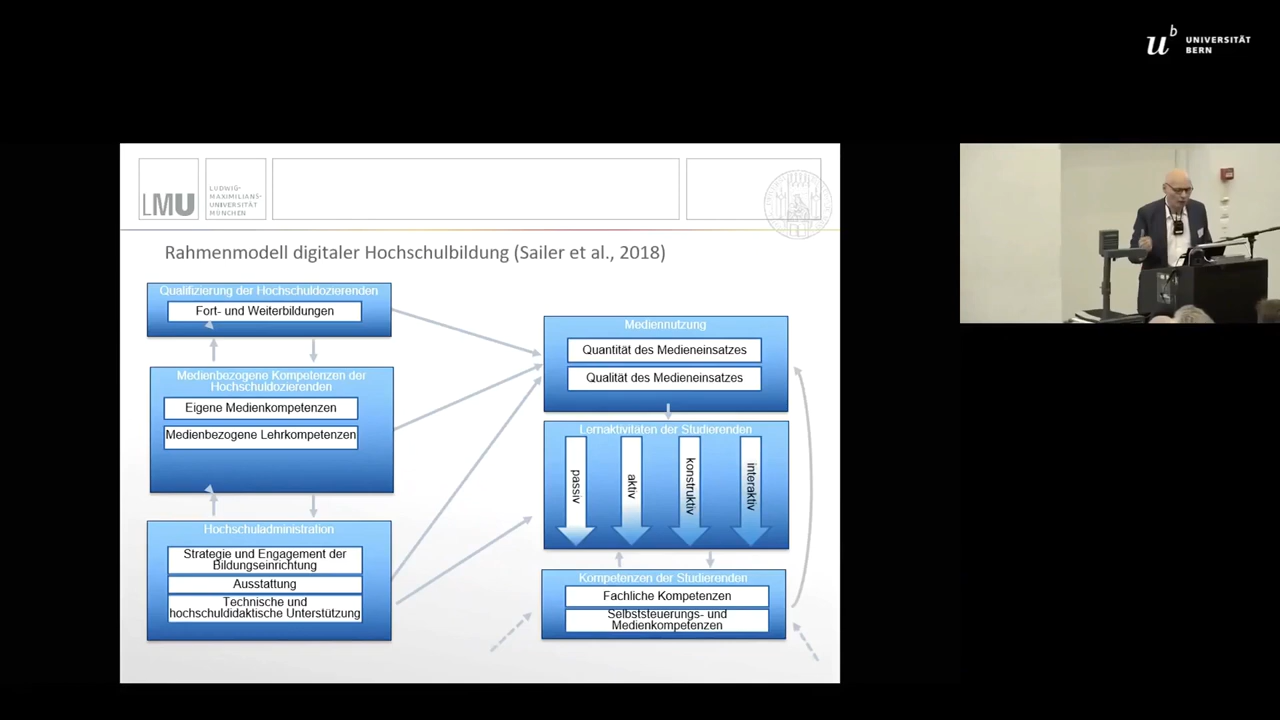 u
b
UNIVERSITÄT
BERN
LMU
LUDWIG-
MAXIMILIANS-
UNIVERSITÄT
MÜNCHEN
Rahmenmodell digitaler Hochschulbildung (Sailer et al., 2018)
Qualifizierung der Hochschuldozierenden
Fort- und Weiterbildungen
Medienbezogene Kompetenzen der
Hochschuldozierenden
Eigene Medienkompetenzen
Medienbezogene Lehrkompetenzen
Hochschuladministration
Strategie und Engagement der
Bildungseinrichtung
Ausstattung
Technische und
hochschuldidaktische Unterstützung
Mediennutzung
Quantität des Medieneinsatzes
Qualität des Medieneinsatzes
Lernaktivitäten der Studierenden
passiv
aktiv
konstruktiv
interaktiv
Kompetenzen der Studierenden
Fachliche Kompetenzen
Selbststeuerungs- und
Medienkompetenzen